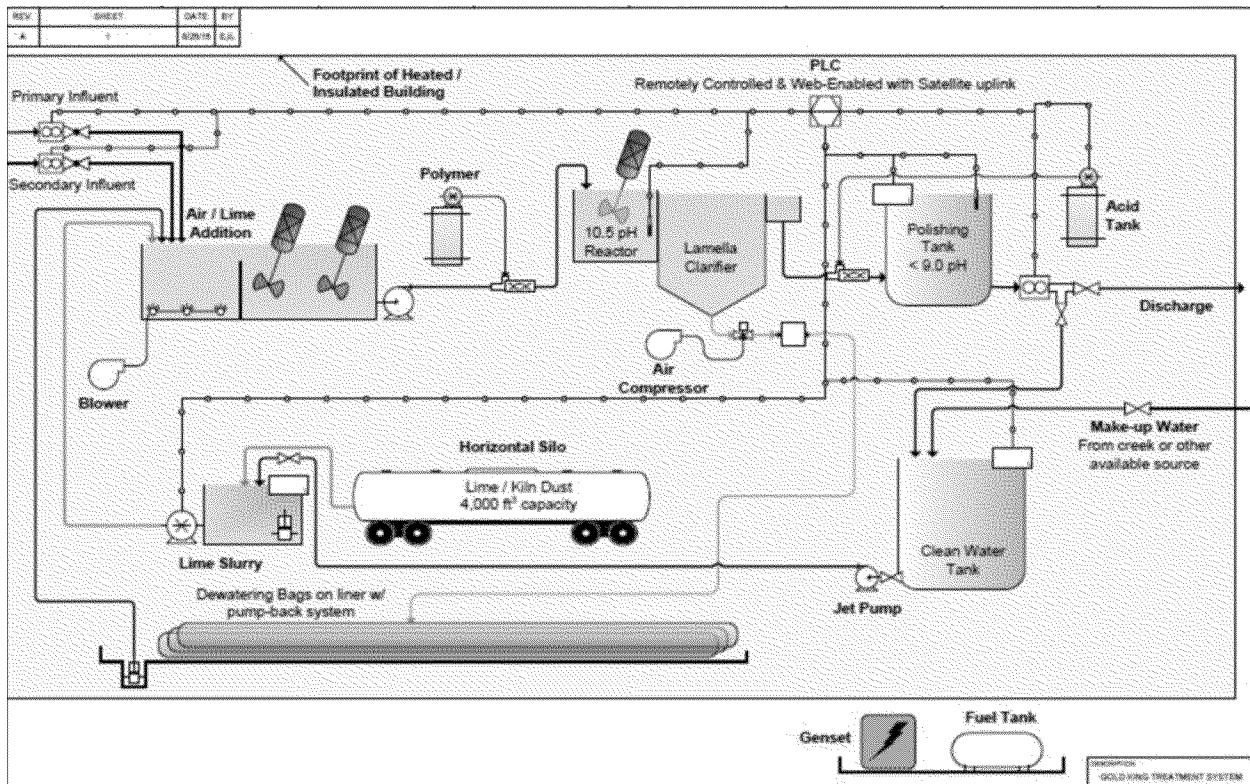 REV SHEET DATE BY
A 1
Footprint of Heated /
Insulated Building
PLC
Remotely Controlled & Web-Enabled with Satellite uplink
Primary Influent
Secondary Influent
Air / Lime
Addition
Polymer
10.5 pH
Reactor
Lamella
Clarifier
Polishing
Tank
< 9.0 pH
Acid
Tank
Discharge
Blower
Air
Compressor
Make-up Water
From creek or other
available source
Horizontal Silo
Lime / Kiln Dust
4,000 ft³ capacity
Lime Slurry
Clean Water
Tank
Jet Pump
Dewatering Bags on liner w/
pump-back system
Genset
Fuel Tank
DESCRIPTION
GOLD KING TREATMENT SYSTEM